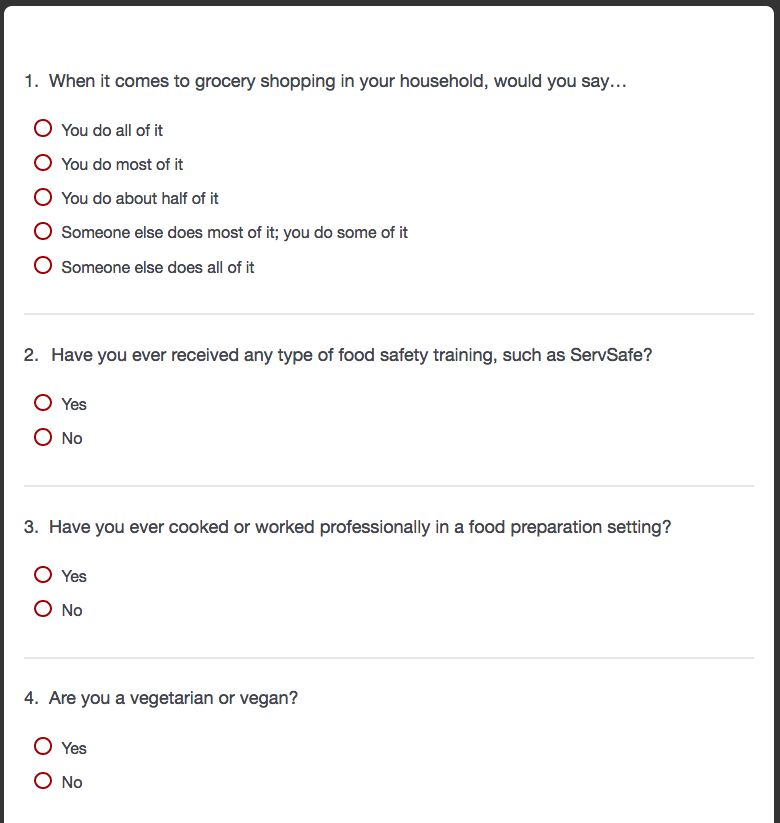 1. When it comes to grocery shopping in your household, would you say…
You do all of it
You do most of it
You do about half of it
Someone else does most of it; you do some of it
Someone else does all of it
2. Have you ever received any type of food safety training, such as ServSafe?
Yes
No
3. Have you ever cooked or worked professionally in a food preparation setting?
Yes
No
4. Are you a vegetarian or vegan?
Yes
No